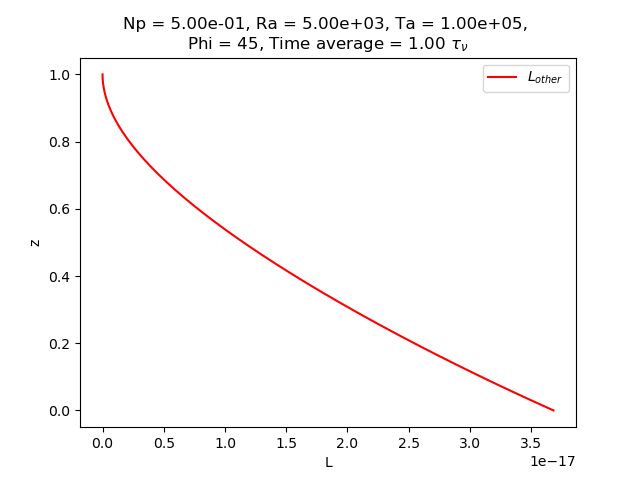 Np = 5.00e-01, Ra = 5.00e+03, Ta = 1.00e+05,
Phi = 45, Time average = 1.00 τν
L_other
1.0
0.8
0.6
0.4
0.2
0.0
z
0.0 0.5 1.0 1.5 2.0 2.5 3.0 3.5
1e−17
L